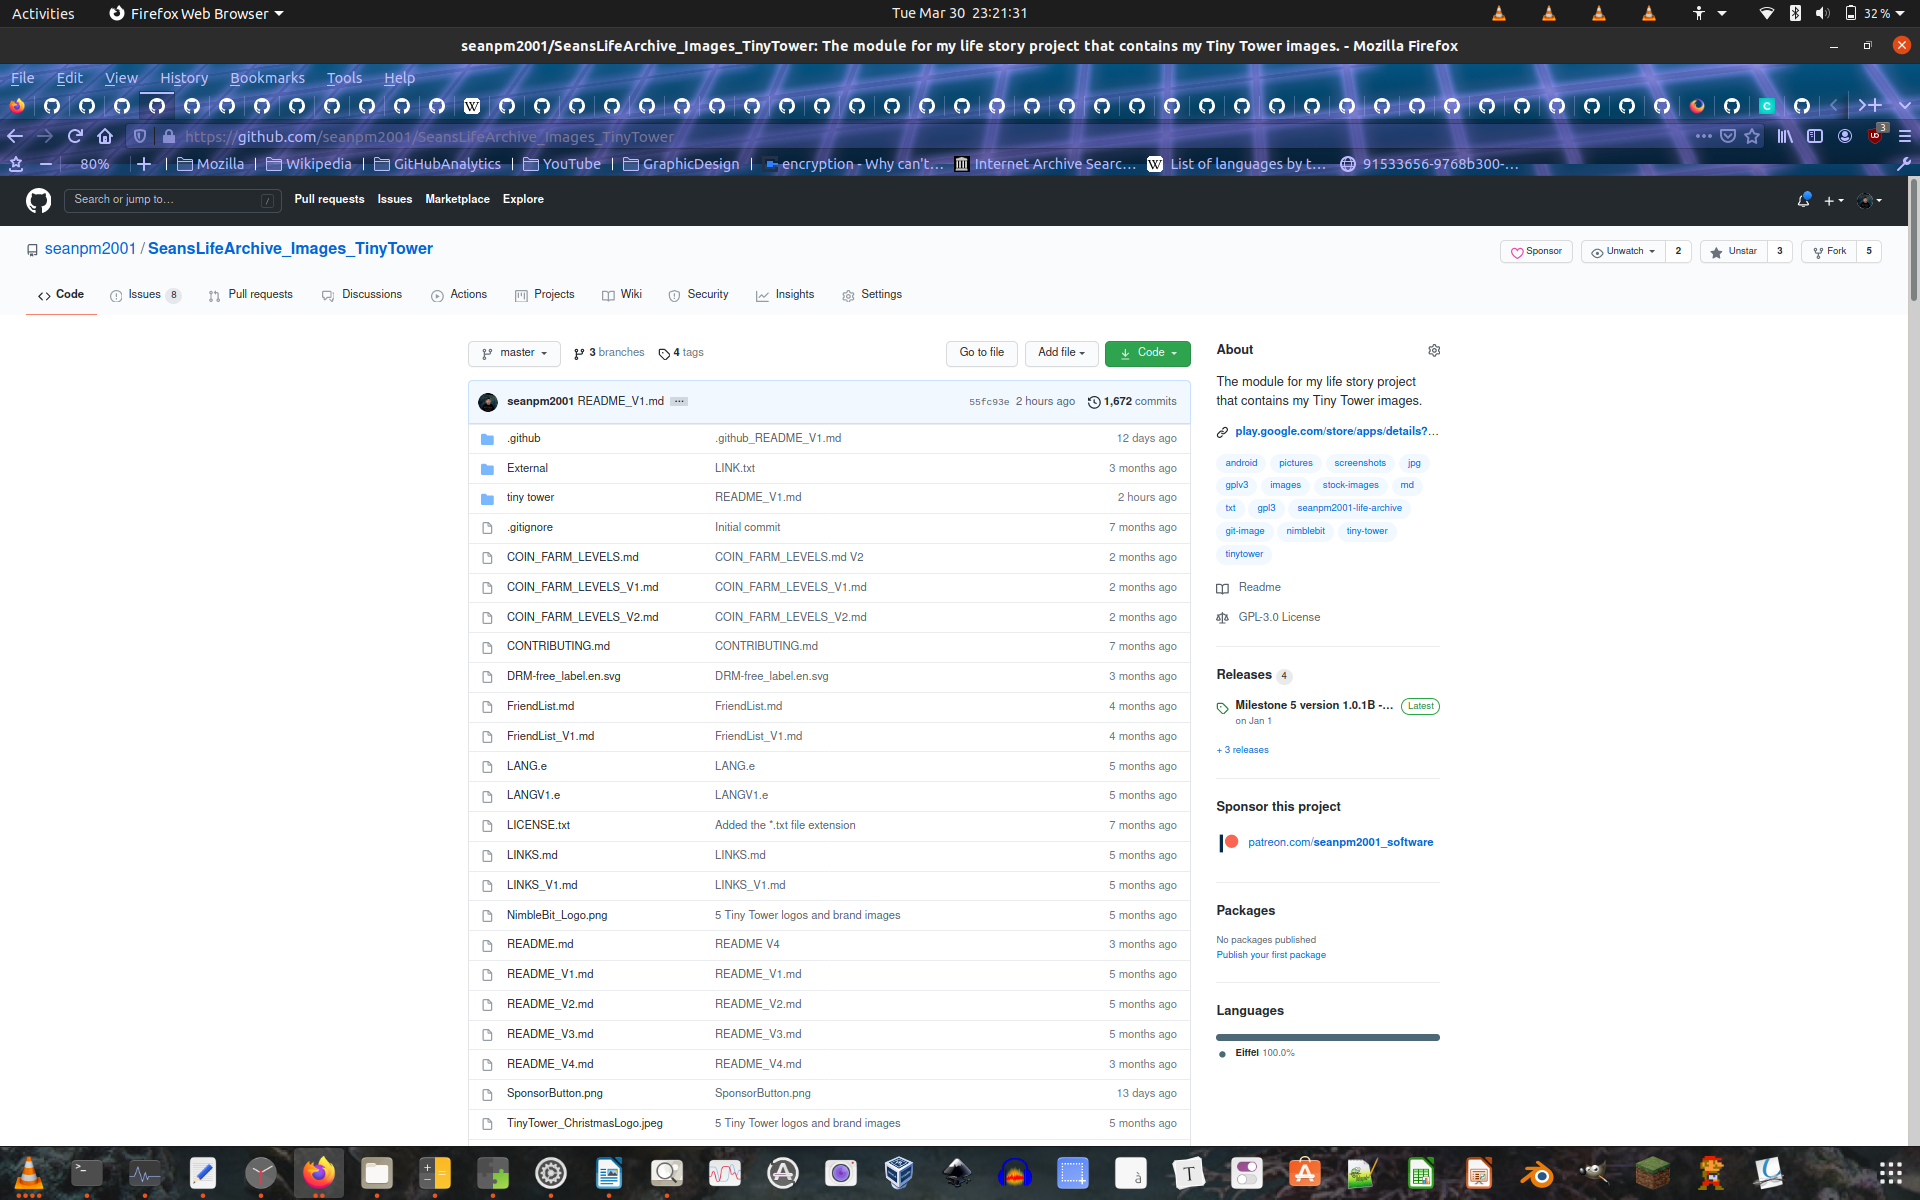 Activities Firefox Web Browser Tue Mar 30 23:21:31 32 %
seanpm2001/SeansLifeArchive_Images_TinyTower: The module for my life story project that contains my Tiny Tower images. - Mozilla Firefox
File Edit View History Bookmarks Tools Help
https://github.com/seanpm2001/SeansLifeArchive_Images_TinyTower 3
80% Mozilla Wikipedia GitHubAnalytics YouTube GraphicDesign encryption - Why can't… Internet Archive Searc… List of languages by t… 91533656-9768b300-…
Search or jump to… / Pull requests Issues Marketplace Explore
seanpm2001 / SeansLifeArchive_Images_TinyTower Sponsor Unwatch 2 Unstar 3 Fork 5
Code Issues 8 Pull requests Discussions Actions Projects Wiki Security Insights Settings
master 3 branches 4 tags Go to file Add file Code
seanpm2001 README_V1.md 55fc93e 2 hours ago 1,672 commits
.github .github_README_V1.md 12 days ago
External LINK.txt 3 months ago
tiny tower README_V1.md 2 hours ago
.gitignore Initial commit 7 months ago
COIN_FARM_LEVELS.md COIN_FARM_LEVELS.md V2 2 months ago
COIN_FARM_LEVELS_V1.md COIN_FARM_LEVELS_V1.md 2 months ago
COIN_FARM_LEVELS_V2.md COIN_FARM_LEVELS_V2.md 2 months ago
CONTRIBUTING.md CONTRIBUTING.md 7 months ago
DRM-free_label.en.svg DRM-free_label.en.svg 3 months ago
FriendList.md FriendList.md 4 months ago
FriendList_V1.md FriendList_V1.md 4 months ago
LANG.e LANG.e 5 months ago
LANGV1.e LANGV1.e 5 months ago
LICENSE.txt Added the *.txt file extension 7 months ago
LINKS.md LINKS.md 5 months ago
LINKS_V1.md LINKS_V1.md 5 months ago
NimbleBit_Logo.png 5 Tiny Tower logos and brand images 5 months ago
README.md README V4 3 months ago
README_V1.md README_V1.md 5 months ago
README_V2.md README_V2.md 5 months ago
README_V3.md README_V3.md 5 months ago
README_V4.md README_V4.md 3 months ago
SponsorButton.png SponsorButton.png 13 days ago
TinyTower_ChristmasLogo.jpeg 5 Tiny Tower logos and brand images 5 months ago
About
The module for my life story project
that contains my Tiny Tower images.
play.google.com/store/apps/details?…
android pictures screenshots jpg
gplv3 images stock-images md
txt gpl3 seanpm2001-life-archive
git-image nimblebit tiny-tower
tinytower
Readme
GPL-3.0 License
Releases 4
Milestone 5 version 1.0.1B -… Latest
on Jan 1
+ 3 releases
Sponsor this project
patreon.com/seanpm2001_software
Packages
No packages published
Publish your first package
Languages
Eiffel 100.0%